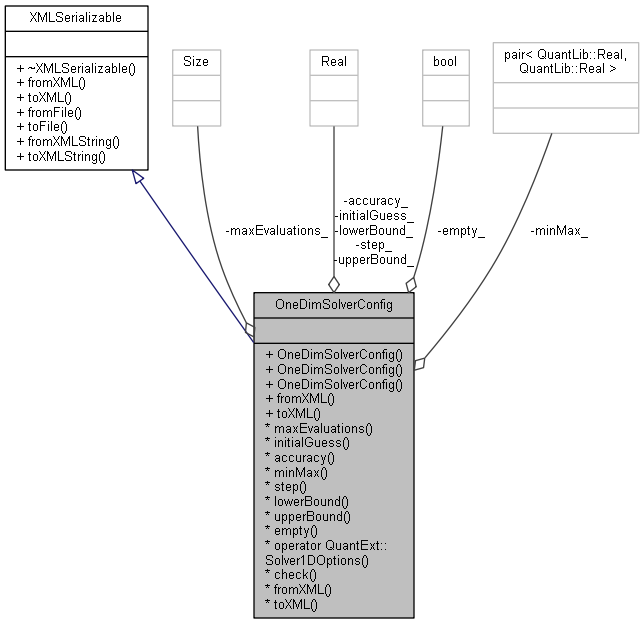 XMLSerializable
+ ~XMLSerializable()
+ fromXML()
+ toXML()
+ fromFile()
+ toFile()
+ fromXMLString()
+ toXMLString()
Size
Real
bool
pair< QuantLib::Real,
QuantLib::Real >
-maxEvaluations_
-accuracy_
-initialGuess_
-lowerBound_
-step_
-upperBound_
-empty_
-minMax_
OneDimSolverConfig
+ OneDimSolverConfig()
+ OneDimSolverConfig()
+ OneDimSolverConfig()
+ fromXML()
+ toXML()
* maxEvaluations()
* initialGuess()
* accuracy()
* minMax()
* step()
* lowerBound()
* upperBound()
* empty()
* operator QuantExt::
Solver1DOptions()
* check()
* fromXML()
* toXML()